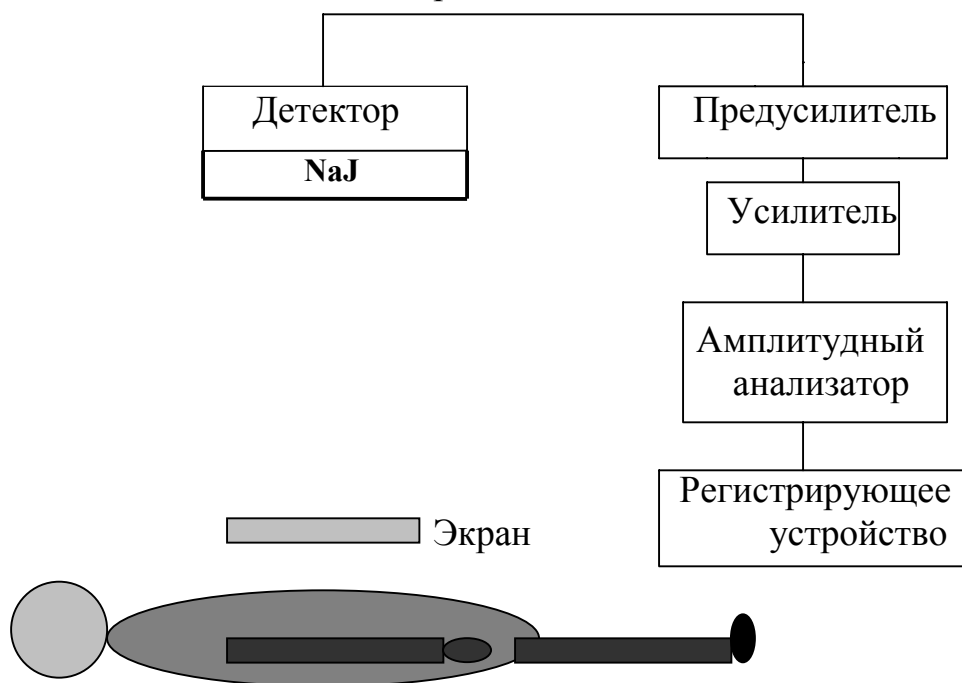 Детектор
NaJ
Предусилитель
Усилитель
Амплитудный
анализатор
Регистрирующее
устройство
Экран